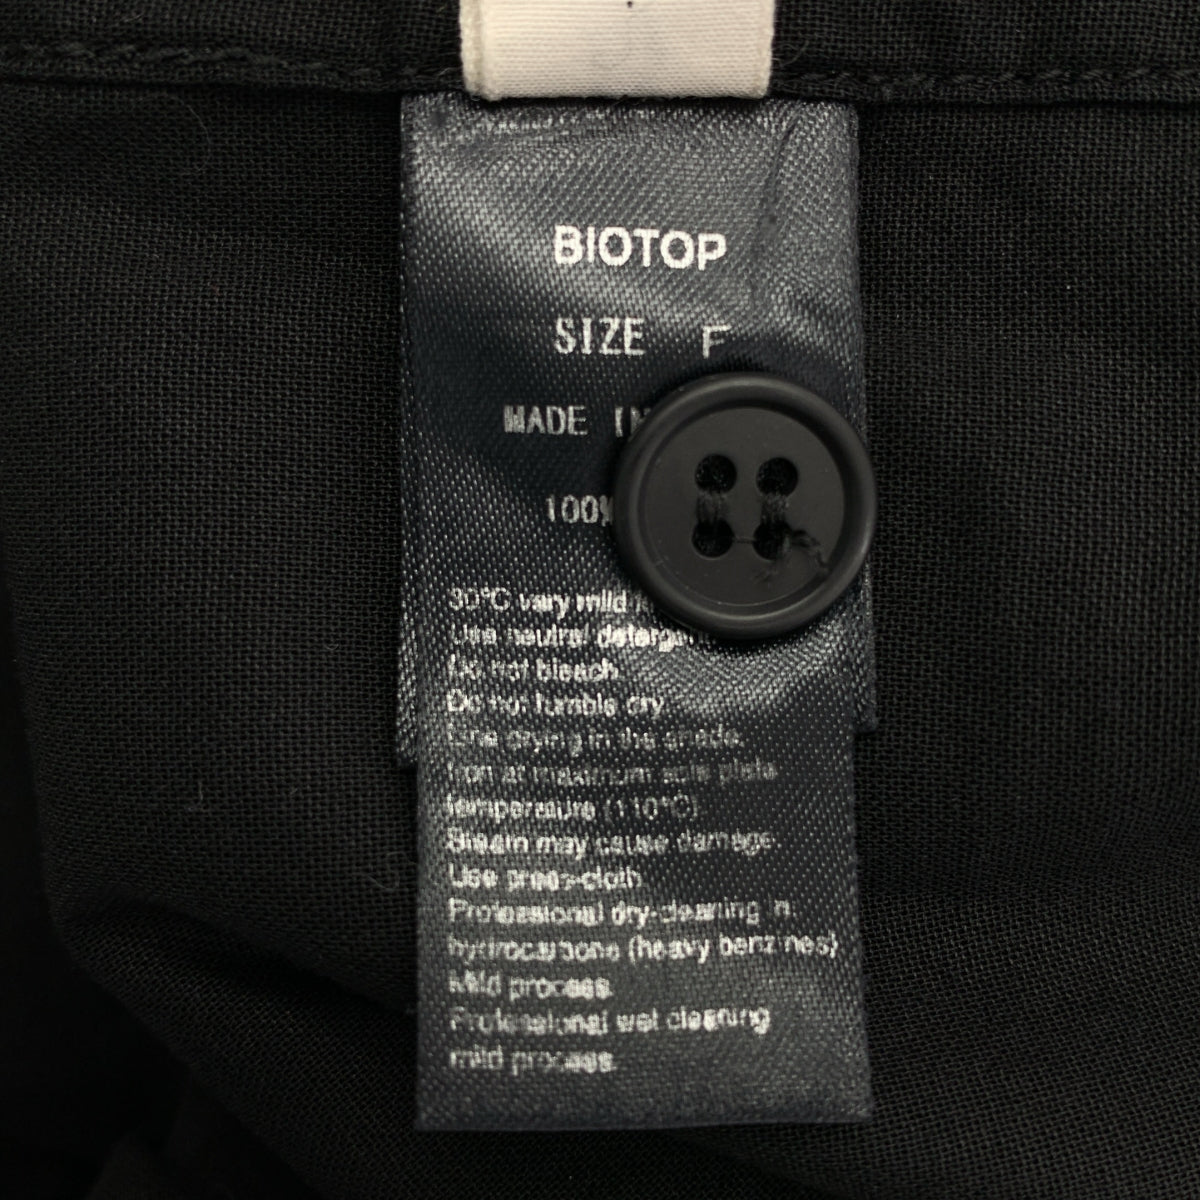 BIOTOP
SIZE F
MADE IN
100%
30°C very mild
Use neutral detergent
Do not bleach
Do not tumble dry
Line drying in the shade.
Iron at maximum sole plate
temperature (110°C)
Steam may cause damage
Use press-cloth
Professional dry-cleaning in
hydrocarbons (heavy benzines)
Mild process
Professional wet cleaning
mild process